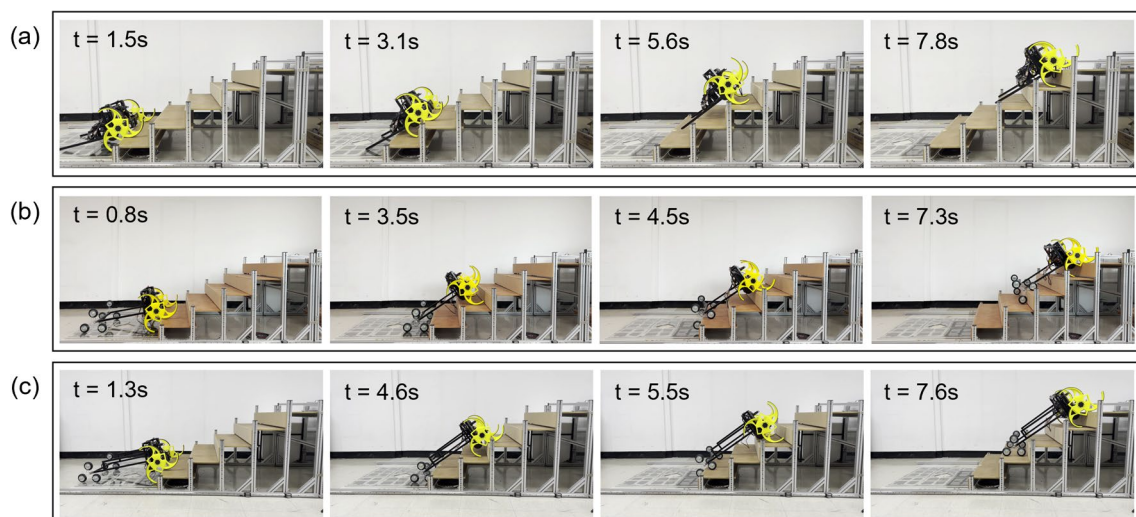 (a)
t = 1.5s
t = 3.1s
t = 5.6s
t = 7.8s
(b)
t = 0.8s
t = 3.5s
t = 4.5s
t = 7.3s
(c)
t = 1.3s
t = 4.6s
t = 5.5s
t = 7.6s